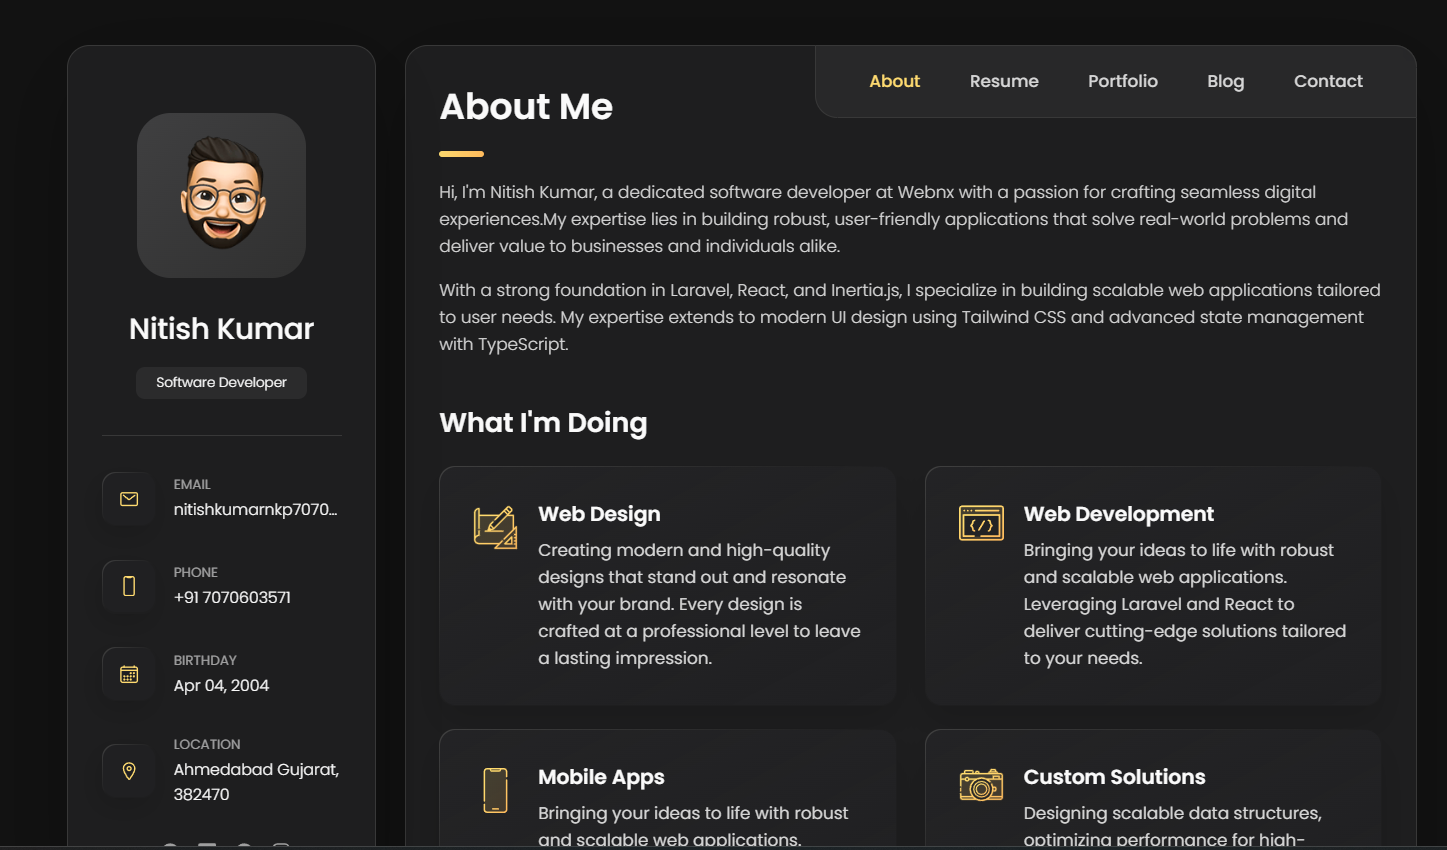 About
Resume
Portfolio
Blog
Contact
Nitish Kumar
Software Developer
EMAIL
nitishkumarnkp7070...
PHONE
+91 7070603571
BIRTHDAY
Apr 04, 2004
LOCATION
Ahmedabad Gujarat,
382470
About Me
Hi, I'm Nitish Kumar, a dedicated software developer at Webnx with a passion for crafting seamless digital
experiences.My expertise lies in building robust, user-friendly applications that solve real-world problems and
deliver value to businesses and individuals alike.
With a strong foundation in Laravel, React, and Inertia.js, I specialize in building scalable web applications tailored
to user needs. My expertise extends to modern UI design using Tailwind CSS and advanced state management
with TypeScript.
What I'm Doing
Web Design
Creating modern and high-quality
designs that stand out and resonate
with your brand. Every design is
crafted at a professional level to leave
a lasting impression.
Web Development
Bringing your ideas to life with robust
and scalable web applications.
Leveraging Laravel and React to
deliver cutting-edge solutions tailored
to your needs.
Mobile Apps
Bringing your ideas to life with robust
and scalable web applications.
Custom Solutions
Designing scalable data structures,
optimizing performance for high-